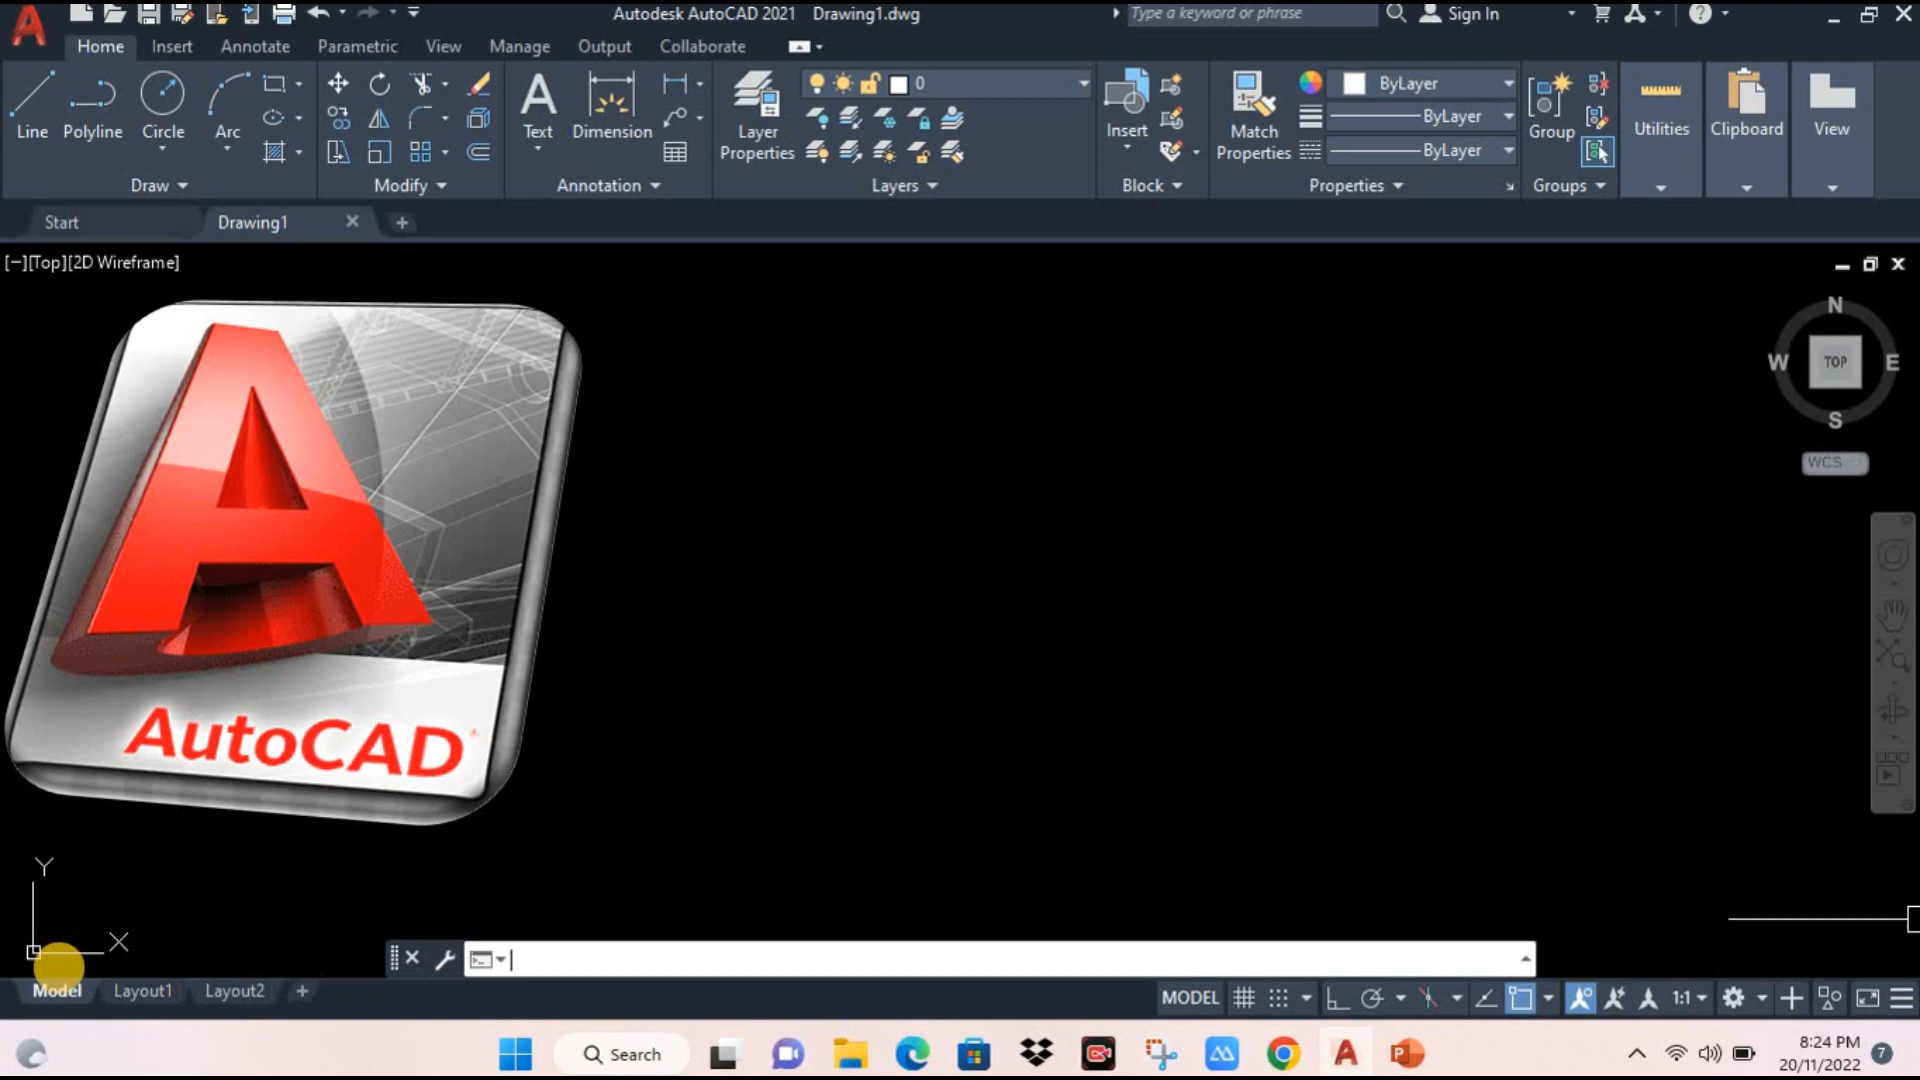 Autodesk AutoCAD 2021 Drawing1.dwg
Type a keyword or phrase
Sign In
Home Insert Annotate Parametric View Manage Output Collaborate
Line Polyline Circle Arc
Text Dimension
Layer Properties
0
Insert
Match Properties
ByLayer
ByLayer
ByLayer
Group
Utilities
Clipboard
View
Draw Modify Annotation Layers Block Properties Groups
Start Drawing1
[−][Top][2D Wireframe]
N
W TOP E
S
WCS
A
AutoCAD
Y
X
Model Layout1 Layout2
MODEL
1:1
Search
8:24 PM
20/11/2022
7